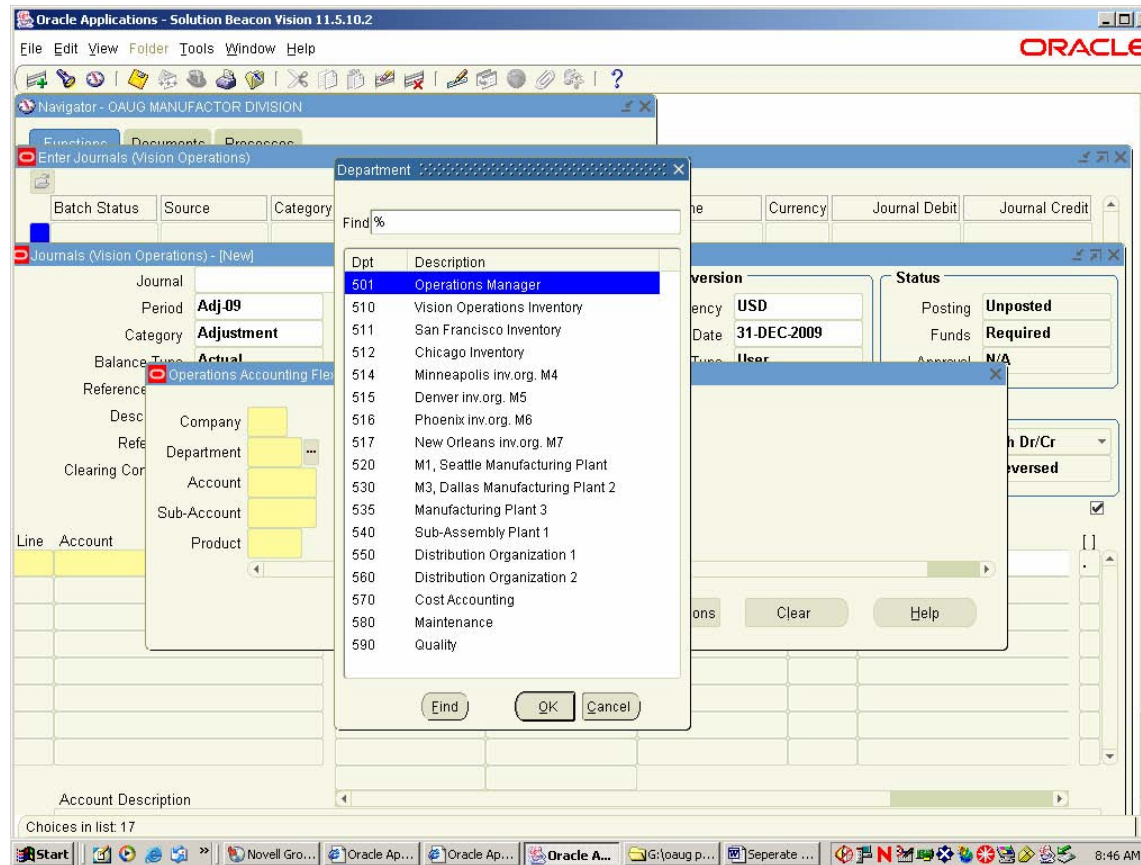 Oracle Applications - Solution Beacon Vision 11.5.10.2
File Edit View Folder Tools Window Help
ORACLE
Navigator - OAUG MANUFACTOR DIVISION
Functions Documents Processes
Enter Journals (Vision Operations)
Batch Status Source Category Currency Journal Debit Journal Credit
Journals (Vision Operations) - [New]
Journal
Period Adj-09
Category Adjustment
Balance Type Actual
Reference
Clearing
version
ency USD
Date 31-DEC-2009
Type User
Status
Posting Unposted
Funds Required
Approval N/A
h Dr/Cr
eversed
Operations Accounting Flex
Company
Department ...
Account
Sub-Account
Product
ons Clear Help
Department
Find %
Dpt Description
501 Operations Manager
510 Vision Operations Inventory
511 San Francisco Inventory
512 Chicago Inventory
514 Minneapolis inv.org. M4
515 Denver inv.org. M5
516 Phoenix inv.org. M6
517 New Orleans inv.org. M7
520 M1, Seattle Manufacturing Plant
530 M3, Dallas Manufacturing Plant 2
535 Manufacturing Plant 3
540 Sub-Assembly Plant 1
550 Distribution Organization 1
560 Distribution Organization 2
570 Cost Accounting
580 Maintenance
590 Quality
Find OK Cancel
Line Account [ ]
Account Description
Choices in list: 17
Start Novell Gro... Oracle Ap... Oracle Ap... Oracle A... G:\oaug p... Seperate ... 8:46 AM